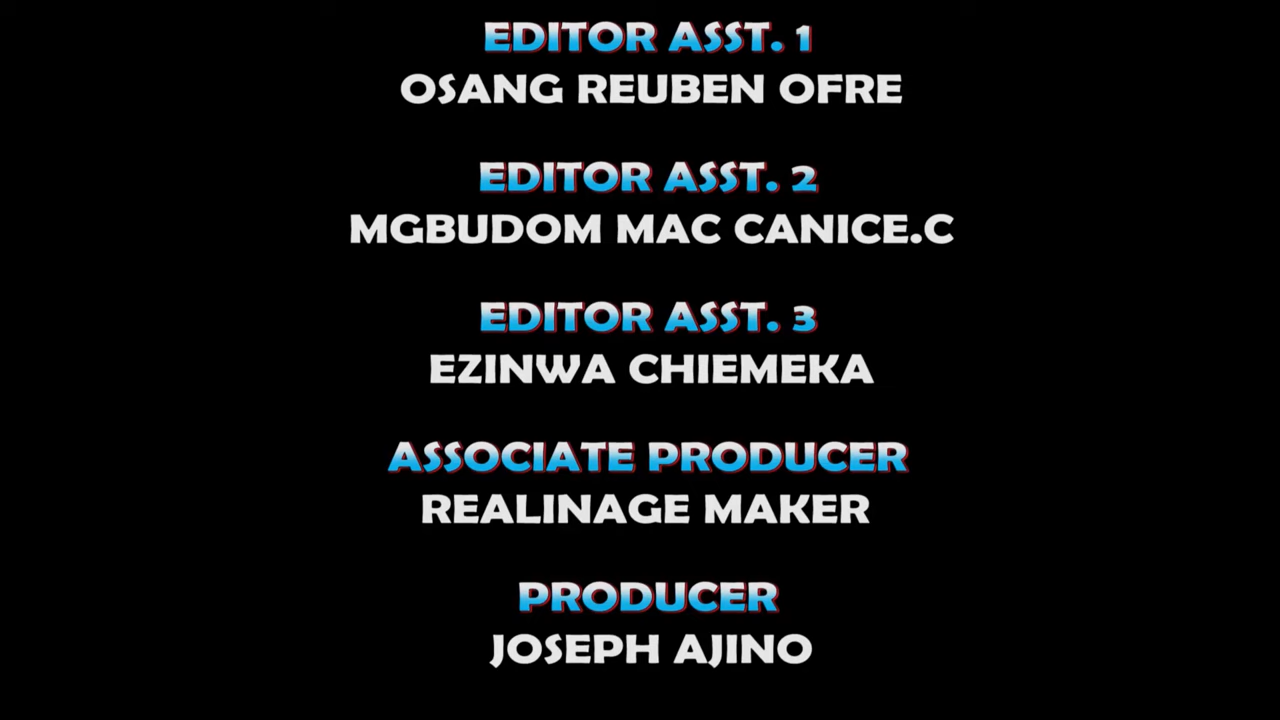 EDITOR ASST. 1
OSANG REUBEN OFRE
EDITOR ASST. 2
MGBUDOM MAC CANICE.C
EDITOR ASST. 3
EZINWA CHIEMEKA
ASSOCIATE PRODUCER
REALINAGE MAKER
PRODUCER
JOSEPH AJINO